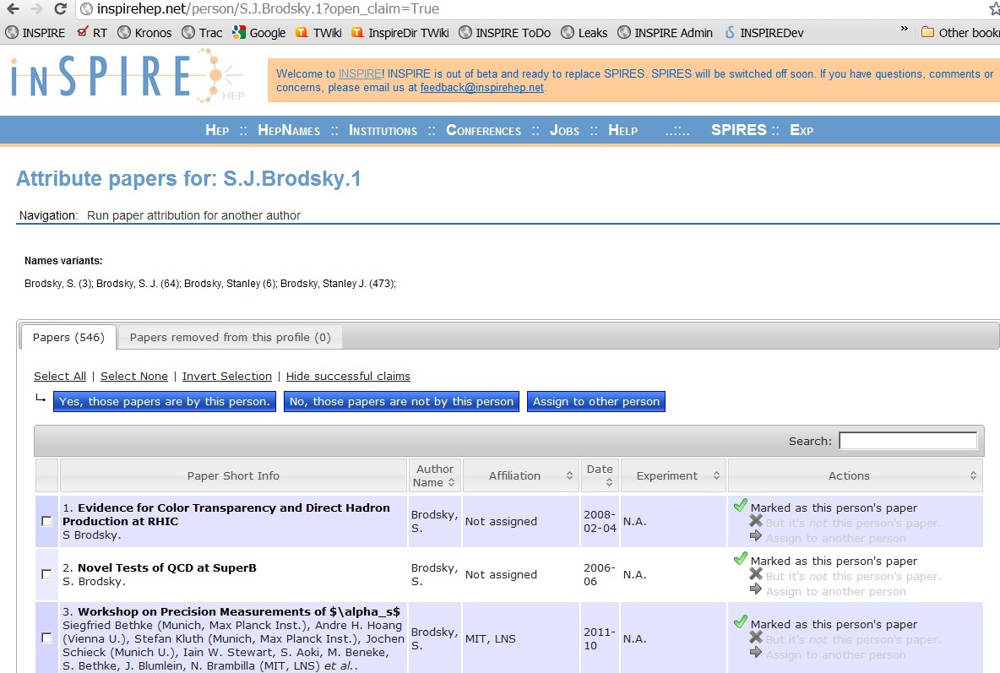 inspirehep.net/person/S.J.Brodsky.1?open_claim=True
INSPIRE RT Kronos Trac Google TWiki InspireDir TWiki INSPIRE ToDo Leaks INSPIRE Admin INSPIREDev » Other bookr
inSPIRE HEP
Welcome to INSPIRE! INSPIRE is out of beta and ready to replace SPIRES. SPIRES will be switched off soon. If you have questions, comments or
concerns, please email us at feedback@inspirehep.net.
HEP :: HEPNAMES :: INSTITUTIONS :: CONFERENCES :: JOBS :: HELP ..::.. SPIRES :: EXP
Attribute papers for: S.J.Brodsky.1
Navigation: Run paper attribution for another author
Names variants:
Brodsky, S. (3); Brodsky, S. J. (64); Brodsky, Stanley (6); Brodsky, Stanley J. (473);
Papers (546) Papers removed from this profile (0)
Select All | Select None | Invert Selection | Hide successful claims
Yes, those papers are by this person. No, those papers are not by this person Assign to other person
Search:
Paper Short Info Author Name Affiliation Date Experiment Actions
1. Evidence for Color Transparency and Direct Hadron
Production at RHIC
S Brodsky.
Brodsky,
S.
Not assigned
2008-
02-04
N.A.
Marked as this person's paper
But it's not this person's paper.
Assign to another person
2. Novel Tests of QCD at SuperB
S. Brodsky.
Brodsky,
S.
Not assigned
2006-
06
N.A.
Marked as this person's paper
But it's not this person's paper.
Assign to another person
3. Workshop on Precision Measurements of $\alpha_s$
Siegfried Bethke (Munich, Max Planck Inst.), Andre H. Hoang
(Vienna U.), Stefan Kluth (Munich, Max Planck Inst.), Jochen
Schieck (Munich U.), Iain W. Stewart, S. Aoki, M. Beneke,
S. Bethke, J. Blumlein, N. Brambilla (MIT, LNS) et al..
Brodsky,
S.
MIT, LNS
2011-
10
N.A.
Marked as this person's paper
But it's not this person's paper.
Assign to another person